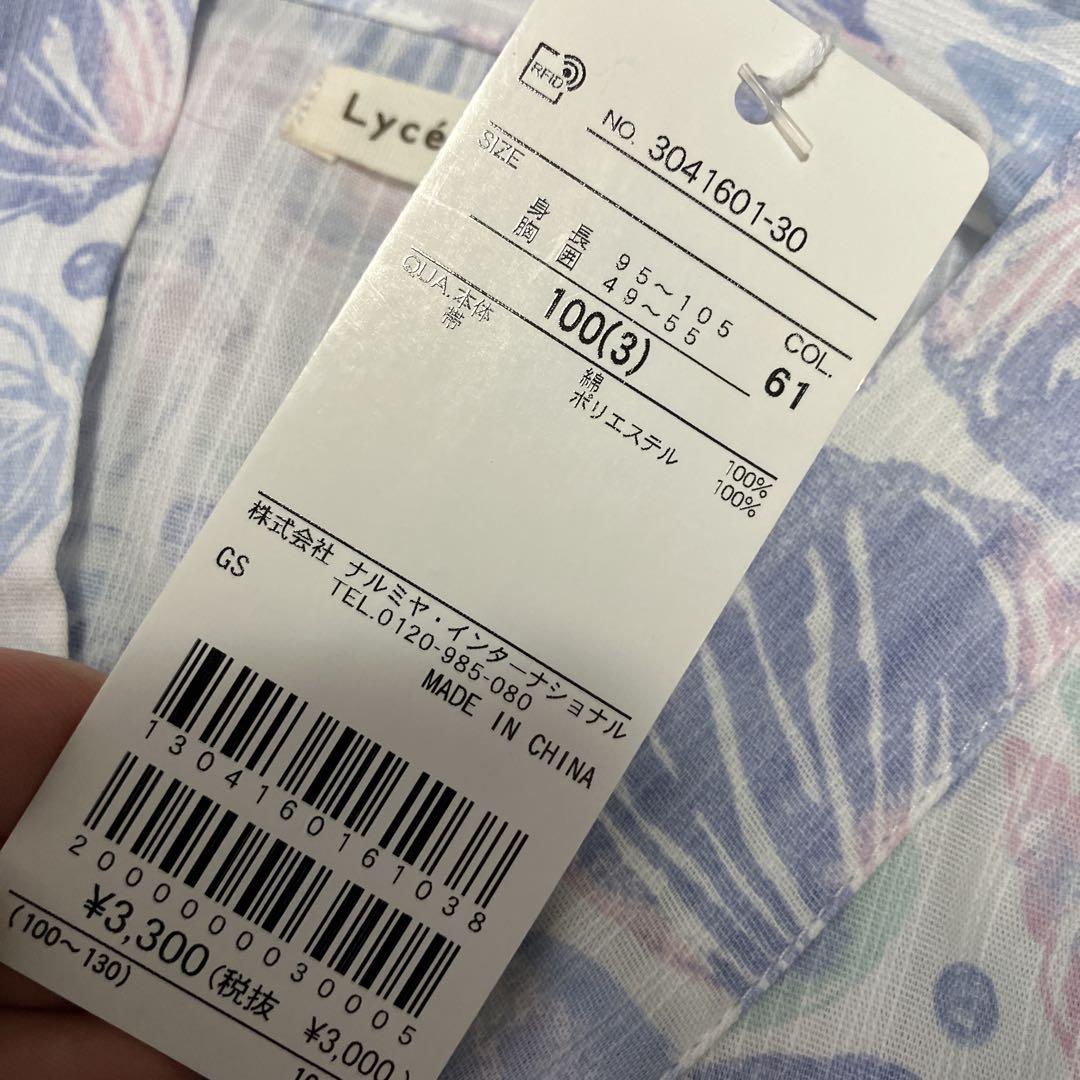 Lycé
RFID
NO. 3041601-30
SIZE
身長 95～105
胸囲 49～55
COL.
100(3)
61
QUA.本体 綿 100%
帯 ポリエステル 100%
株式会社 ナルミヤ・インターナショナル
TEL.0120-985-080
GS
MADE IN CHINA
1304160161038
2000000030005
¥3,300(税抜 ¥3,000)
(100～130)